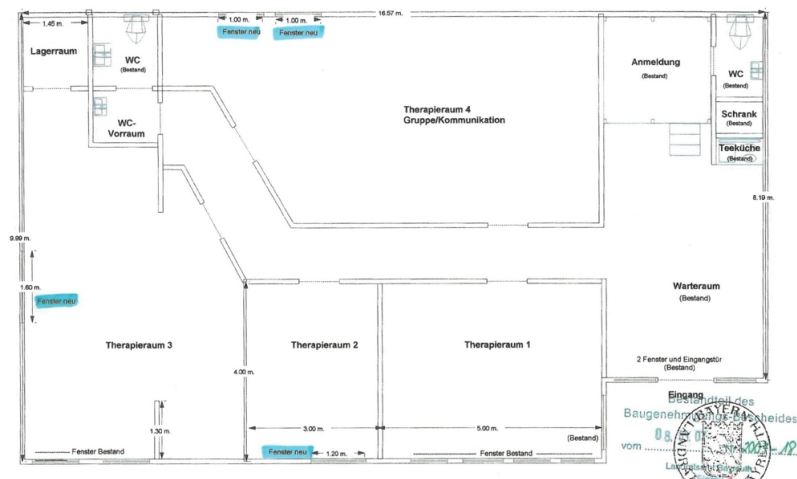 16.57 m.
1.45 m.
1.00 m.
1.00 m.
Fenster neu
Fenster neu
Lagerraum
WC
(Bestand)
Anmeldung
(Bestand)
WC
(Bestand)
Therapieraum 4
Gruppe/Kommunikation
WC-
Vorraum
Schrank
(Bestand)
Teeküche
(Bestand)
8.19 m.
9.99 m.
1.60 m.
Fenster neu
Warteraum
(Bestand)
Therapieraum 3
Therapieraum 2
Therapieraum 1
2 Fenster und Eingangstür
(Bestand)
4.00 m.
Eingang
Bestandteil des
Baugenehmigungs-Bescheides
1.30 m.
3.00 m.
5.00 m.
(Bestand)
vom
Fenster Bestand
Fenster neu
1.20 m.
Fenster Bestand